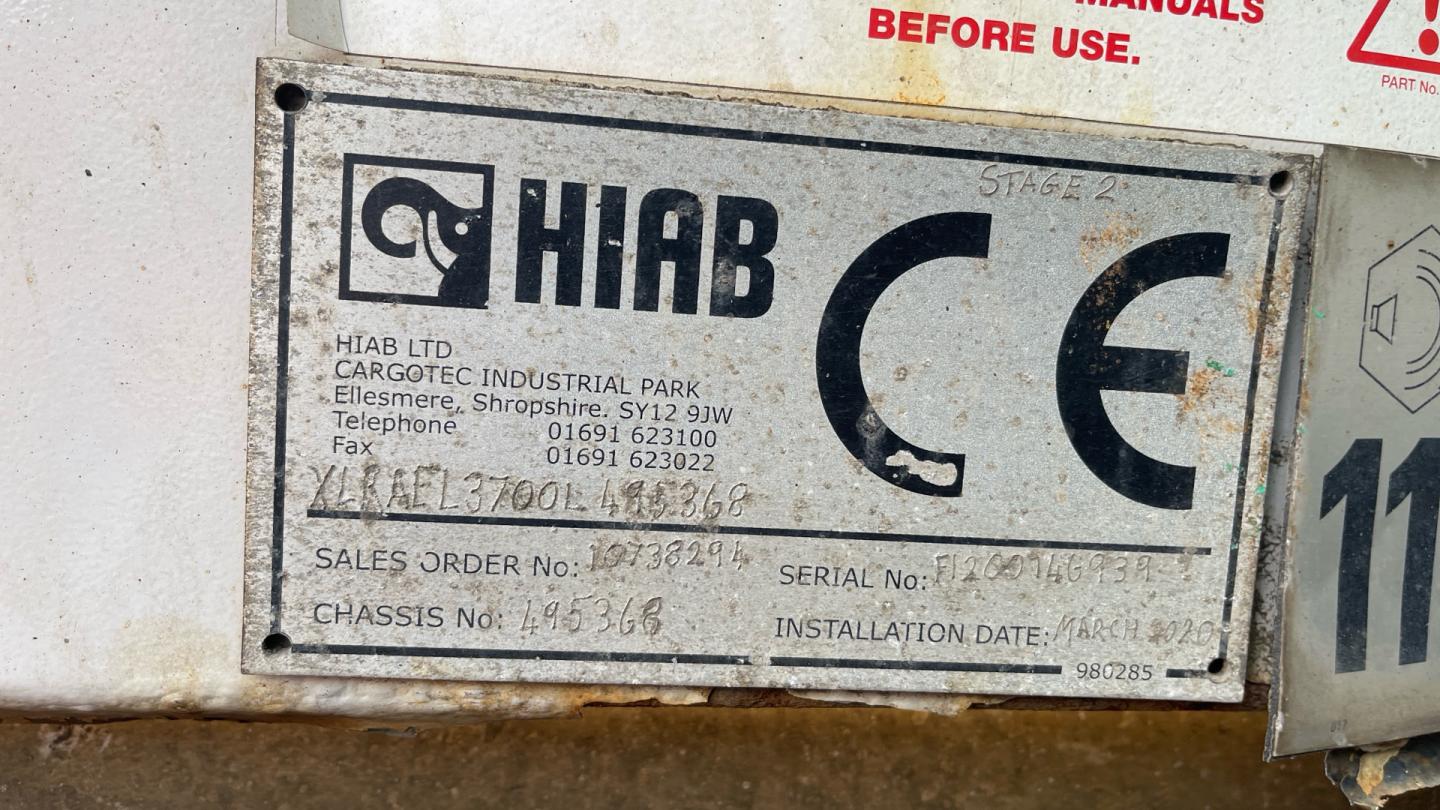 MANUALS
BEFORE USE.
PART No.
STAGE 2
HIAB
CE
HIAB LTD
CARGOTEC INDUSTRIAL PARK
Ellesmere, Shropshire. SY12 9JW
Telephone 01691 623100
Fax 01691 623022
XLRAEL3700L 495368
SALES ORDER No: 10738294
SERIAL No:
CHASSIS No: 495368
INSTALLATION DATE: MARCH 2020
980285
11